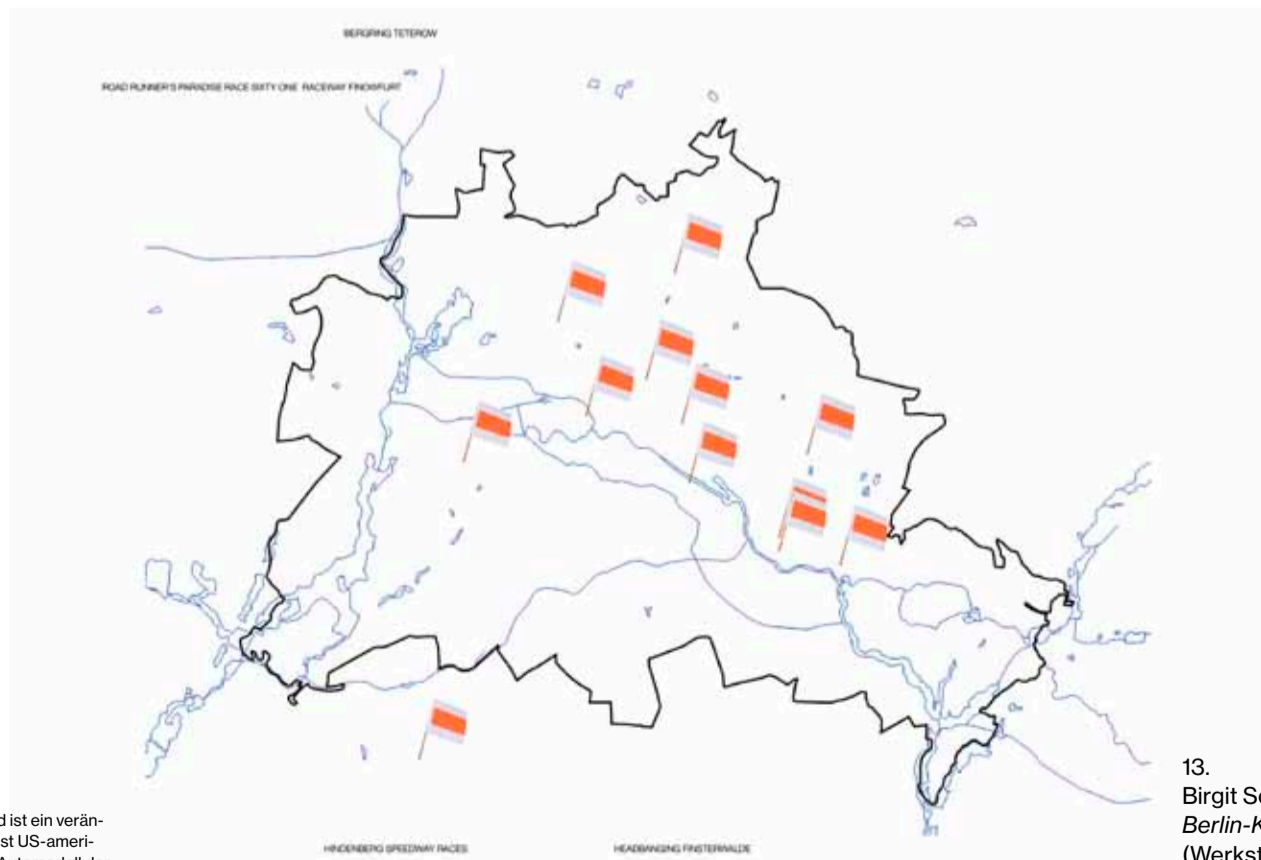 BERGRING TETEROW
ROAD RUNNER'S PARADISE RACE SIXTY ONE RACEWAY FINOWFURT
HINDENBERG SPEEDWAY RACES
HEADBANGING FINSTERWALDE
d ist ein verän-
st US-ameri-
13.
Birgit
Berlin-K
(Werkst